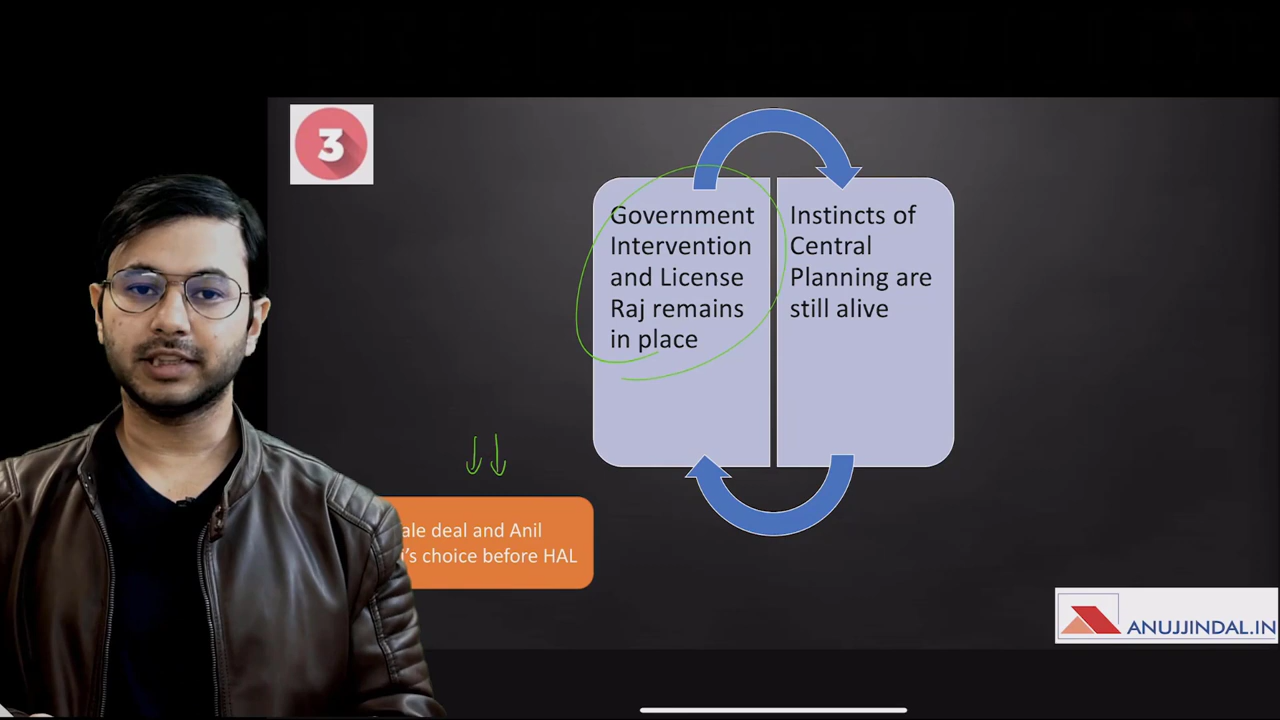 3
Government
Intervention
and License
Raj remains
in place
Instincts of
Central
Planning are
still alive
deal and Anil
choice before HAL
ANUJJINDAL.IN